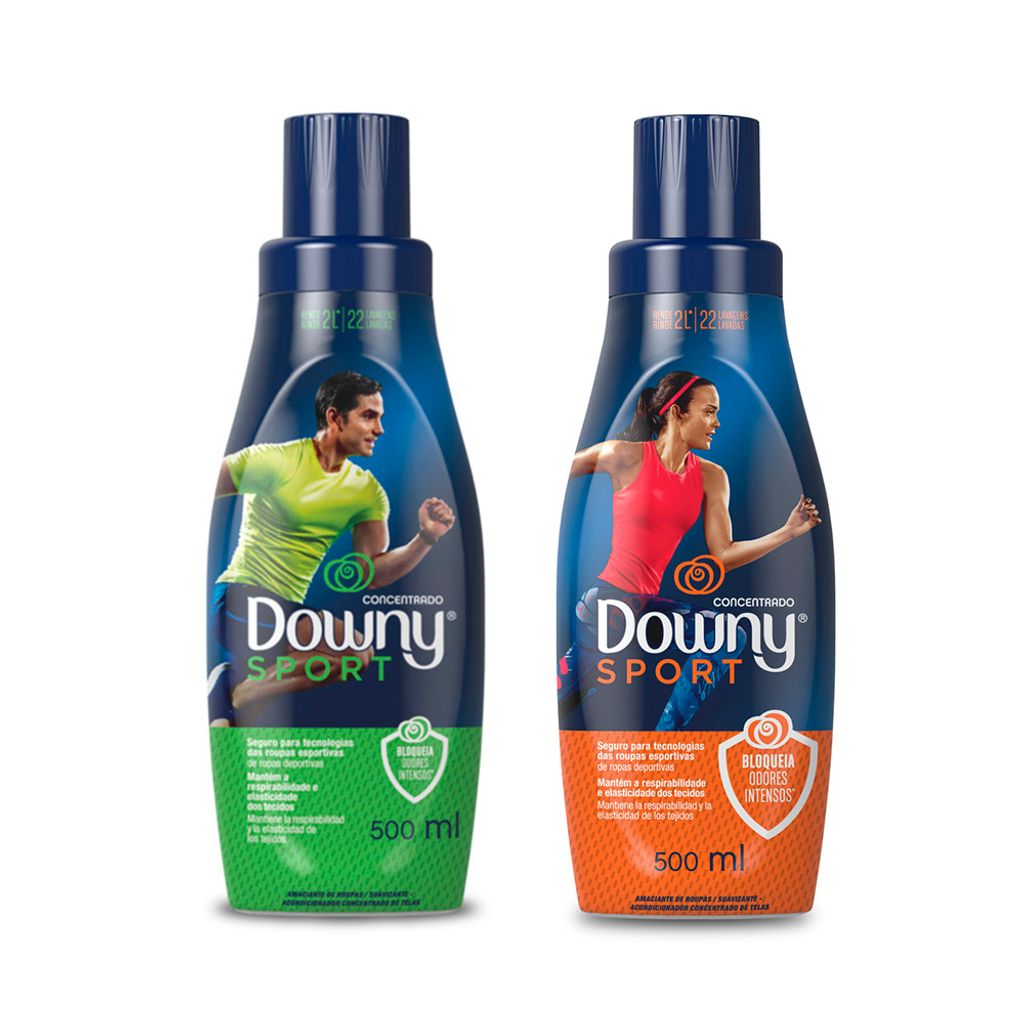 RENDE 2L* | 22 LAVAGENS
RINDE LAVADAS
CONCENTRADO
Downy®
SPORT
Seguro para tecnologias
das roupas esportivas
de ropas deportivas
Mantém a
respirabilidade e
elasticidade
dos tecidos
Mantiene la respirabilidad
y la elasticidad de
los tejidos
BLOQUEIA
ODORES
INTENSOS*
500 ml
AMACIANTE DE ROUPAS / SUAVIZANTE -
ACONDICIONADOR CONCENTRADO DE TELAS
RENDE 2L* | 22 LAVAGENS
RINDE LAVADAS
CONCENTRADO
Downy®
SPORT
Seguro para tecnologias
das roupas esportivas
de ropas deportivas
Mantém a respirabilidade
e elasticidade dos tecidos
Mantiene la respirabilidad y la
elasticidad de los tejidos
BLOQUEIA
ODORES
INTENSOS*
500 ml
AMACIANTE DE ROUPAS / SUAVIZANTE -
ACONDICIONADOR CONCENTRADO DE TELAS